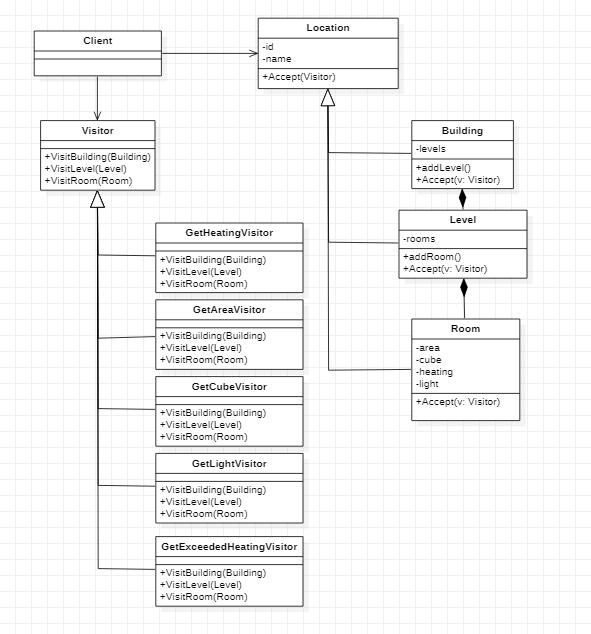 Client
Location
-id
-name
+Accept(Visitor)
Visitor
+VisitBuilding(Building)
+VisitLevel(Level)
+VisitRoom(Room)
Building
-levels
+addLevel()
+Accept(v: Visitor)
Level
-rooms
+addRoom()
+Accept(v: Visitor)
Room
-area
-cube
-heating
-light
+Accept(v: Visitor)
GetHeatingVisitor
+VisitBuilding(Building)
+VisitLevel(Level)
+VisitRoom(Room)
GetAreaVisitor
+VisitBuilding(Building)
+VisitLevel(Level)
+VisitRoom(Room)
GetCubeVisitor
+VisitBuilding(Building)
+VisitLevel(Level)
+VisitRoom(Room)
GetLightVisitor
+VisitBuilding(Building)
+VisitLevel(Level)
+VisitRoom(Room)
GetExceededHeatingVisitor
+VisitBuilding(Building)
+VisitLevel(Level)
+VisitRoom(Room)